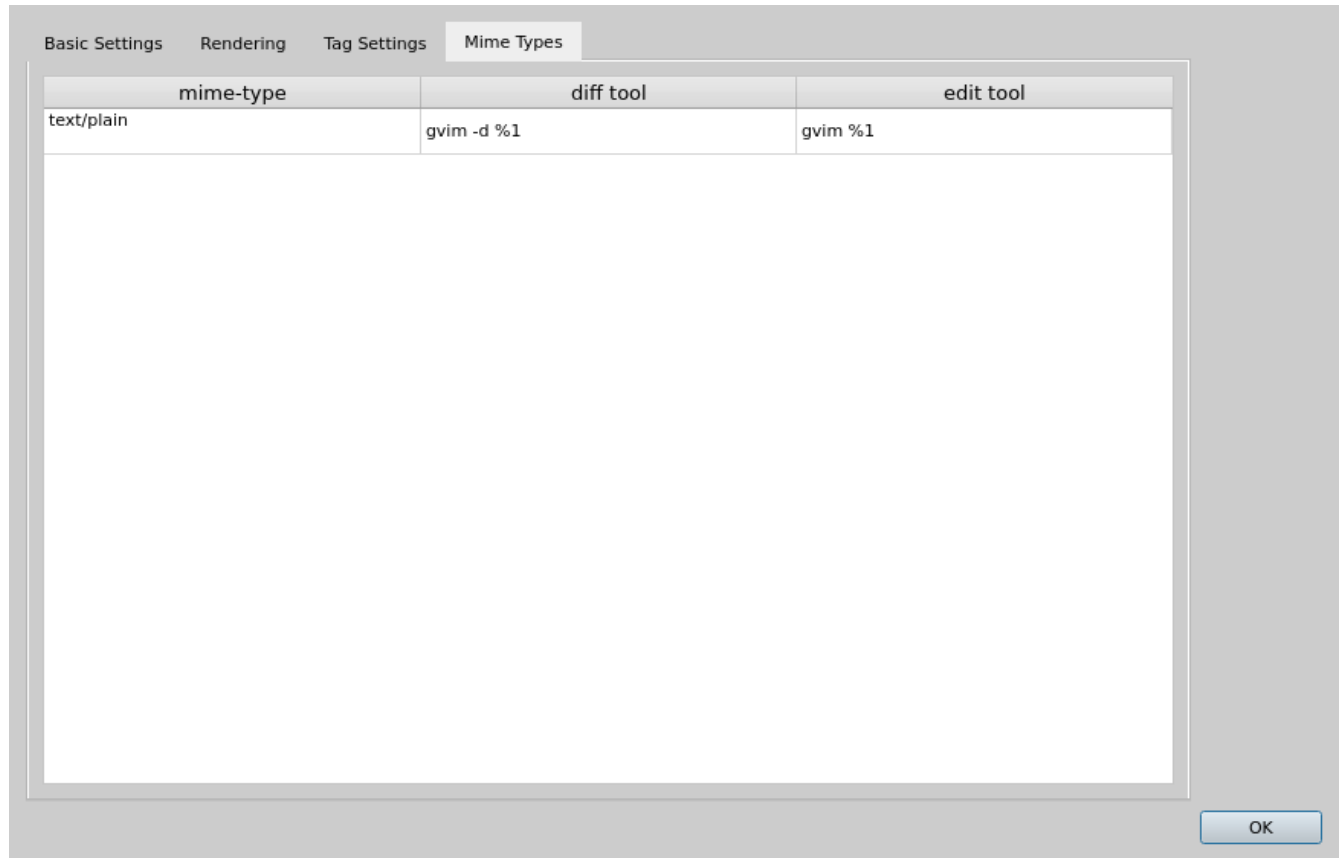 Basic Settings Rendering Tag Settings Mime Types
mime-type diff tool edit tool
text/plain gvim -d %1 gvim %1
OK